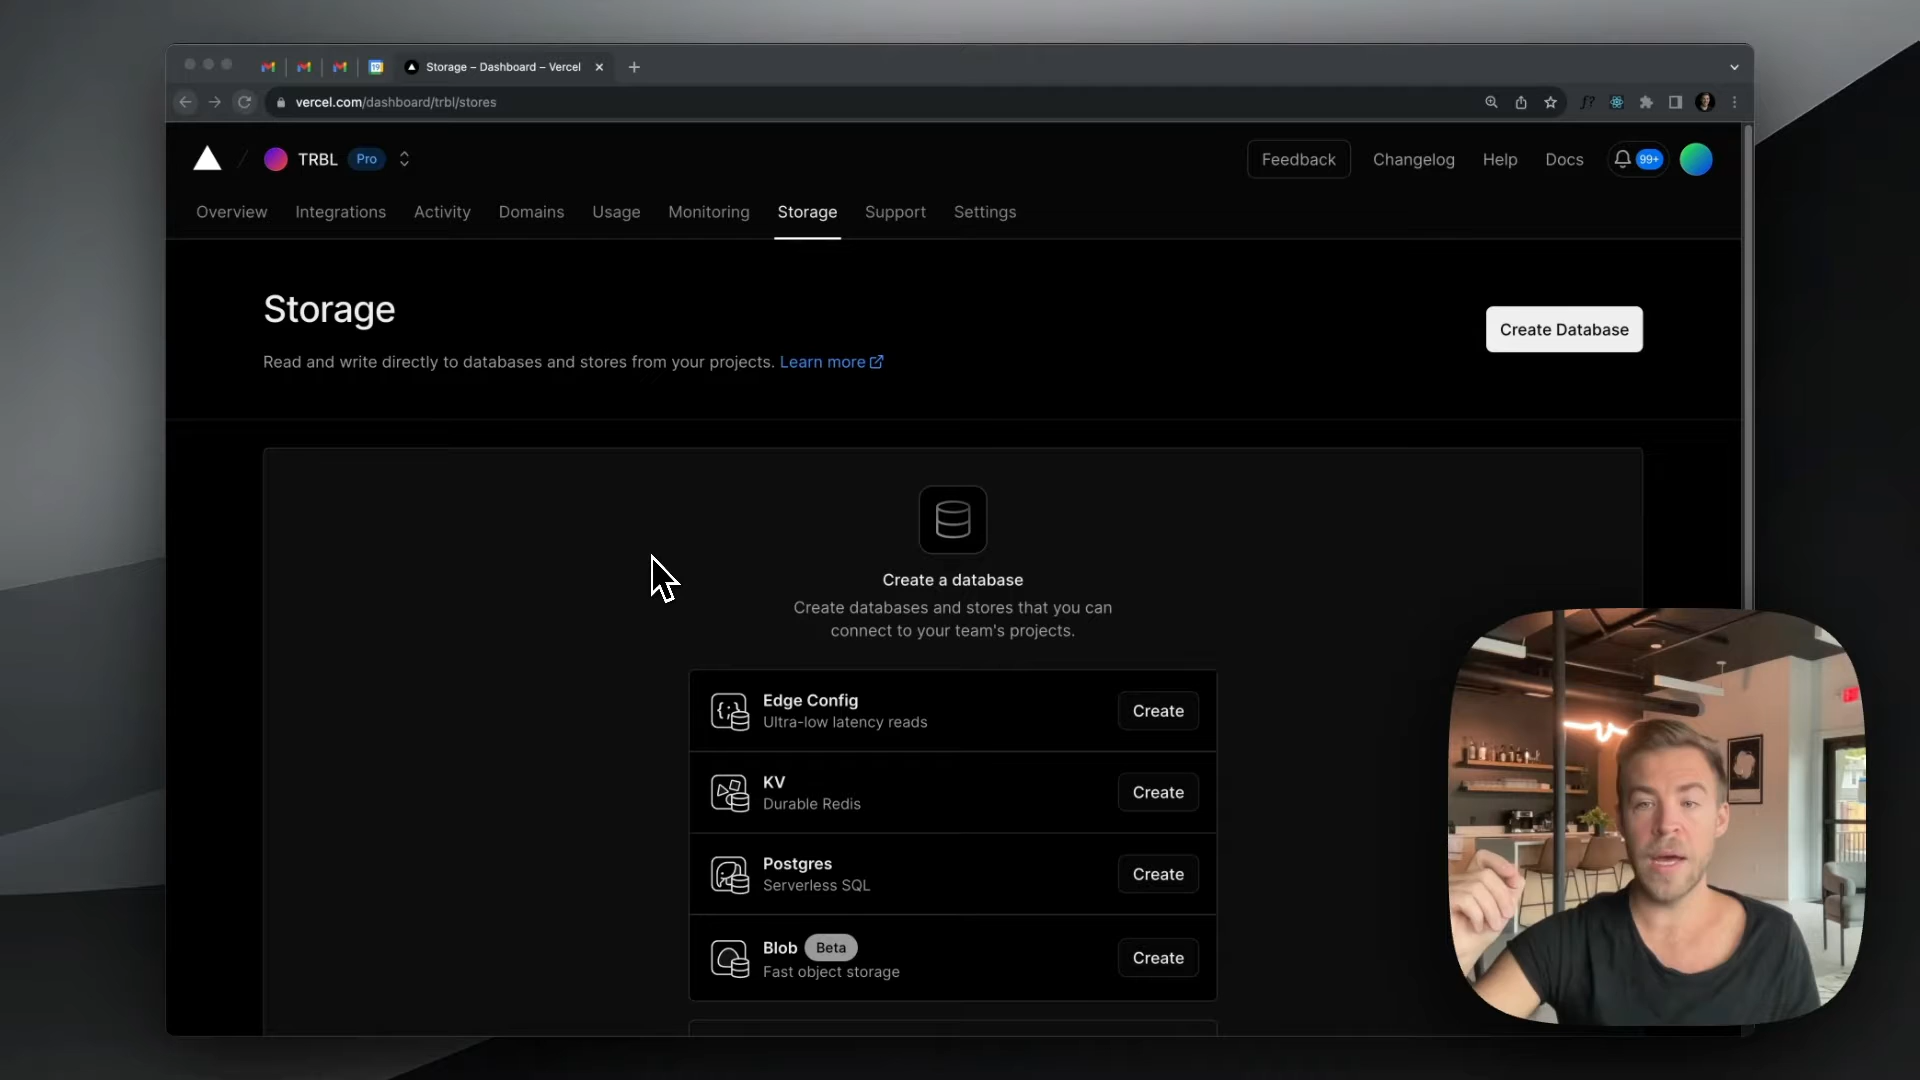 Storage – Dashboard – Vercel
vercel.com/dashboard/trbl/stores
TRBL Pro
Feedback Changelog Help Docs 99+
Overview Integrations Activity Domains Usage Monitoring Storage Support Settings
Storage
Create Database
Read and write directly to databases and stores from your projects. Learn more
Create a database
Create databases and stores that you can
connect to your team's projects.
Edge Config
Ultra-low latency reads
Create
KV
Durable Redis
Create
Postgres
Serverless SQL
Create
Blob Beta
Fast object storage
Create